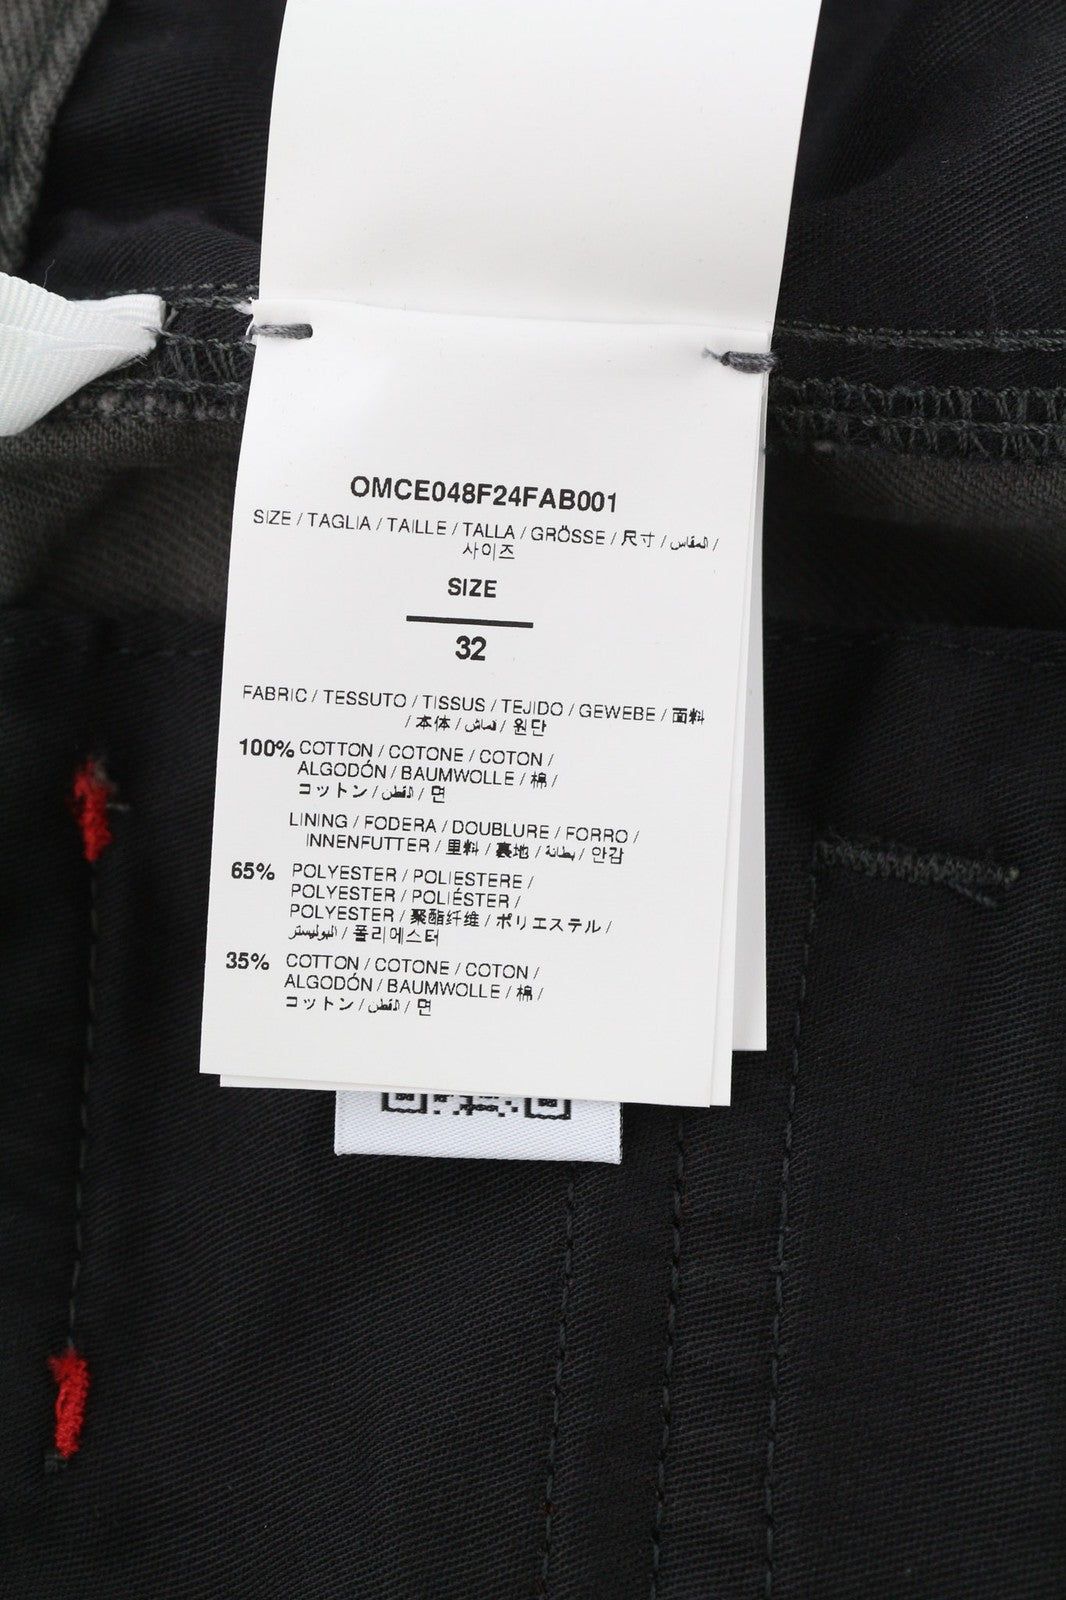 OMCE048F24FAB001
SIZE / TAGLIA / TAILLE / TALLA / GRÖSSE / 尺寸 / المقاس /
사이즈
SIZE
32
FABRIC / TESSUTO / TISSUS / TEJIDO / GEWEBE / 面料
/ 本体 / قماش / 원단
100% COTTON / COTONE / COTON /
ALGODÓN / BAUMWOLLE / 棉 /
コットン / القطن / 면
LINING / FODERA / DOUBLURE / FORRO /
INNENFUTTER / 里料 / 裏地 / بطانة / 안감
65% POLYESTER / POLIESTERE /
POLYESTER / POLIÉSTER /
POLYESTER / 聚酯纤维 / ポリエステル /
البوليستر / 폴리에스터
35% COTTON / COTONE / COTON /
ALGODÓN / BAUMWOLLE / 棉 /
コットン / القطن / 면